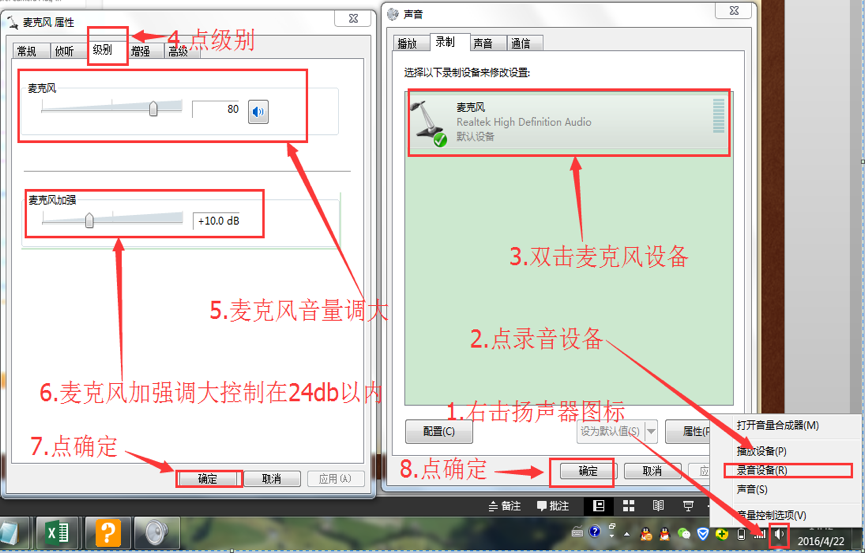 麦克风 属性
常规
侦听
级别
增强
高级
4.点级别
麦克风
80
麦克风加强
+10.0 dB
5.麦克风音量调大
6.麦克风加强调大控制在24db以内
7.点确定
确定
取消
应用(A)
声音
播放
录制
声音
通信
选择以下录制设备来修改设置:
麦克风
Realtek High Definition Audio
默认设备
3.双击麦克风设备
2.点录音设备
1.右击扬声器图标
配置(C)
设为默认值(S)
属性(P
8.点确定
确定
取消
打开音量合成器(M)
播放设备(P)
录音设备(R)
声音(S)
音量控制选项(V)
备注
批注
2016/4/22